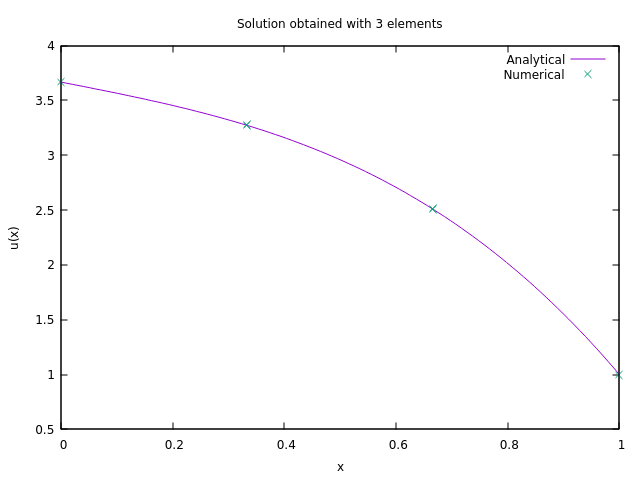 Solution obtained with 3 elements
4
3.5
3
2.5
2
1.5
1
0.5
u(x)
Analytical
Numerical
0 0.2 0.4 0.6 0.8 1
x